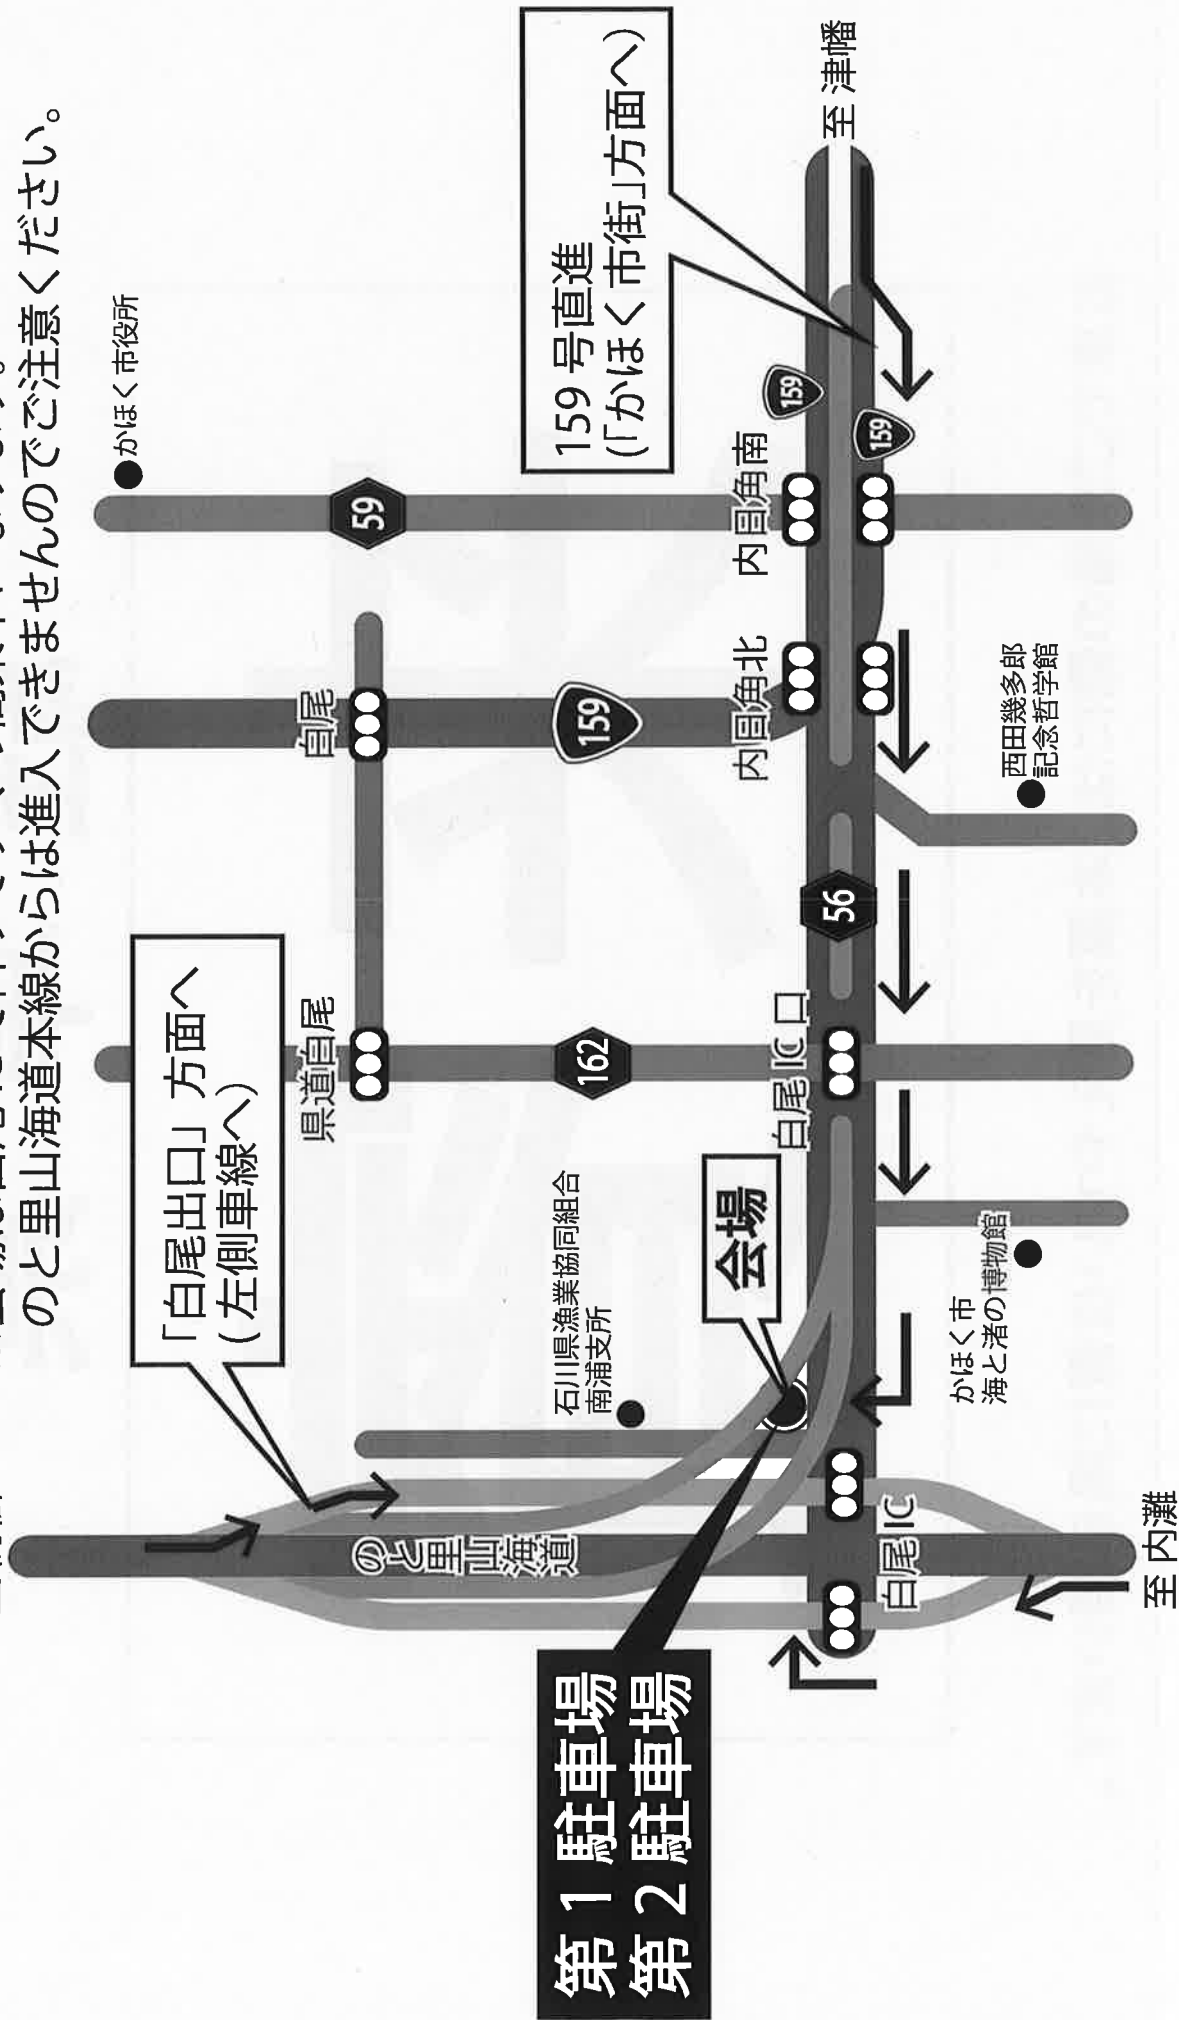 のと里山海道本線からは進入できませんのでご注意ください。
「白尾出口」方面へ
(左側車線へ)
159号直進
(「かほく市街」方面へ)
かほく市役所
59
白尾
県道白尾
159
162
石川県漁業協同組合
南浦支所
会場
のと里山海道
第1駐車場
第2駐車場
内日角南
内日角北
159
159
至 津幡
56
白尾IC口
白尾IC
西田幾多郎
記念哲学館
かほく市
海と渚の博物館
至 内灘